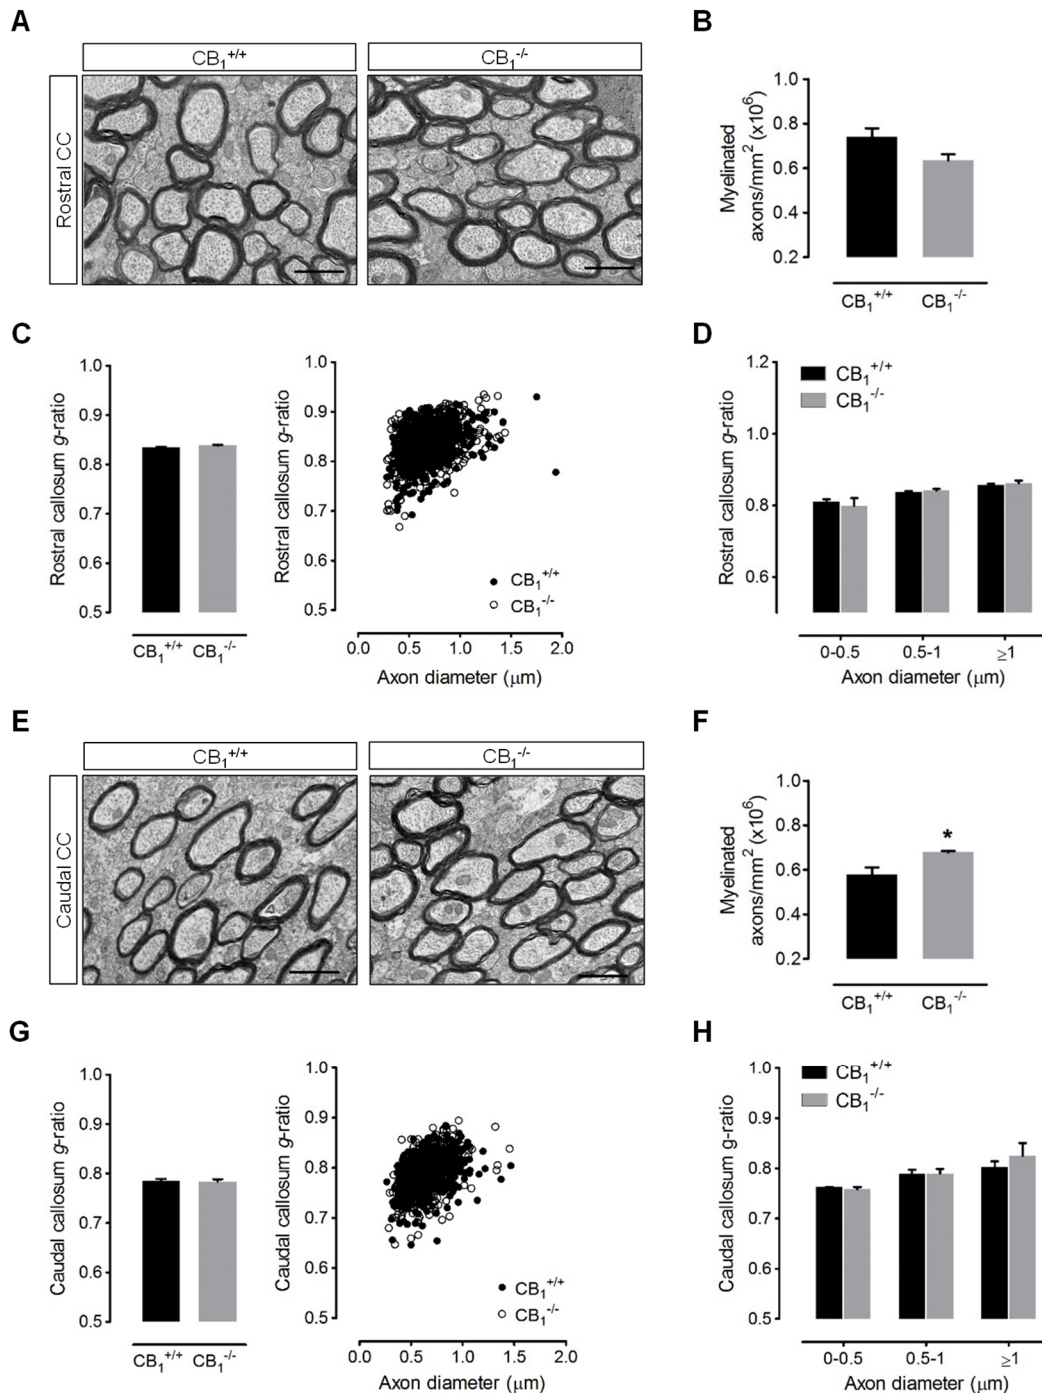 A
CB1+/+
CB1-/-
Rostral CC
B
Myelinated
axons/mm2 (x106)
1.0
0.8
0.6
0.4
0.2
CB1+/+
CB1-/-
C
Rostral callosum g-ratio
1.0
0.9
0.8
0.7
0.6
0.5
CB1+/+
CB1-/-
Rostral callosum g-ratio
1.0
0.9
0.8
0.7
0.6
0.5
CB1+/+
CB1-/-
0.0
0.5
1.0
1.5
2.0
Axon diameter (μm)
D
Rostral callosum g-ratio
1.2
1.0
0.8
0.6
CB1+/+
CB1-/-
0-0.5
0.5-1
≥1
Axon diameter (μm)
E
CB1+/+
CB1-/-
Caudal CC
F
Myelinated
axons/mm2 (x106)
1.0
0.8
0.6
0.4
0.2
*
CB1+/+
CB1-/-
G
Caudal callosum g-ratio
1.0
0.9
0.8
0.7
0.6
0.5
CB1+/+
CB1-/-
Caudal callosum g-ratio
1.0
0.9
0.8
0.7
0.6
0.5
CB1+/+
CB1-/-
0.0
0.5
1.0
1.5
2.0
Axon diameter (μm)
H
Caudal callosum g-ratio
1.0
0.9
0.8
0.7
0.6
0.5
CB1+/+
CB1-/-
0-0.5
0.5-1
≥1
Axon diameter (μm)